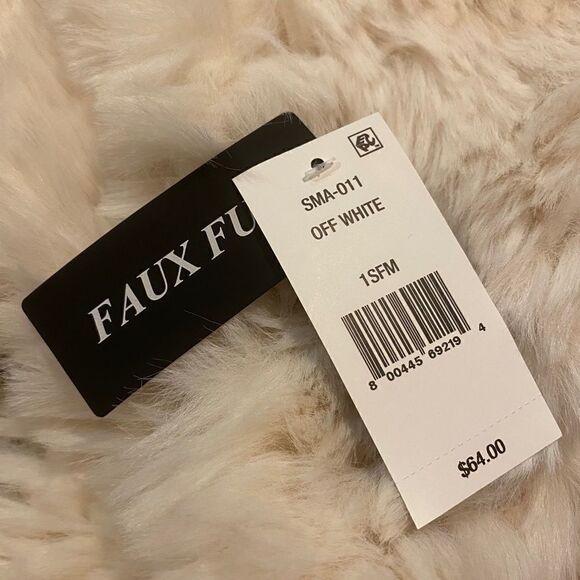 FAUX FU
SMA-011
OFF WHITE
1SFM
8 00445 69219 4
$64.00